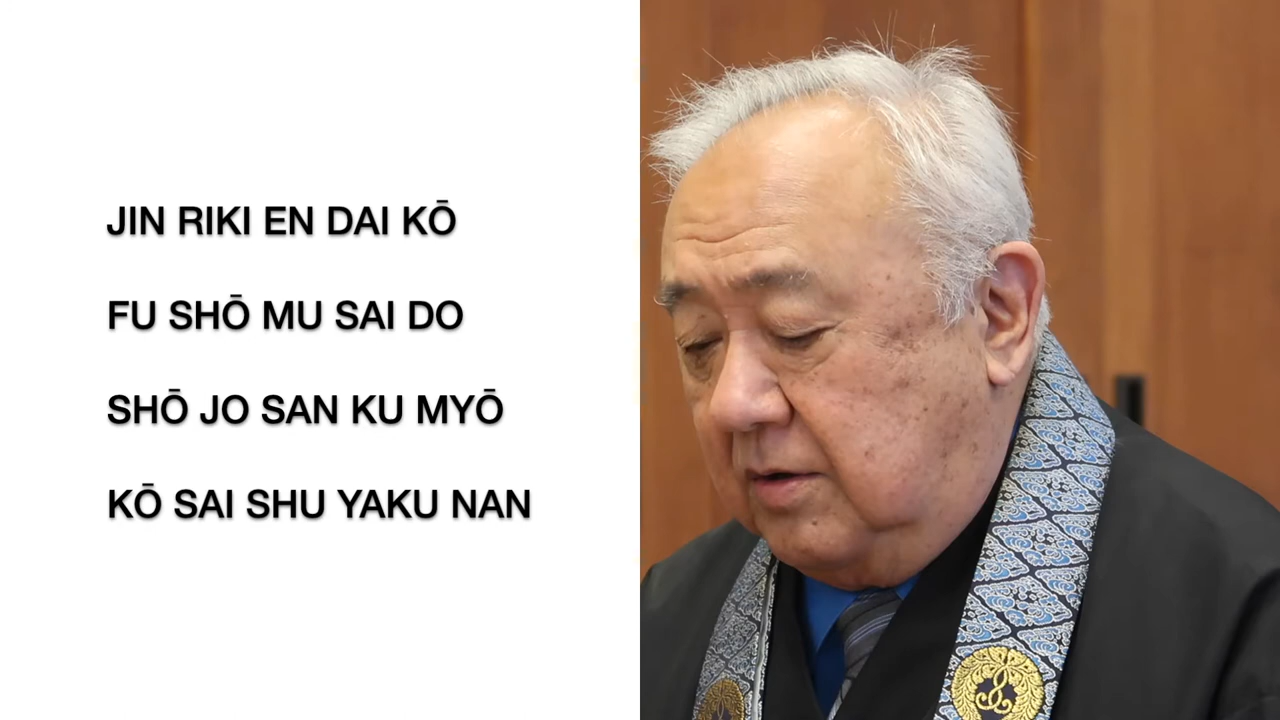 JIN RIKI EN DAI KŌ
FU SHŌ MU SAI DO
SHŌ JO SAN KU MYŌ
KŌ SAI SHU YAKU NAN